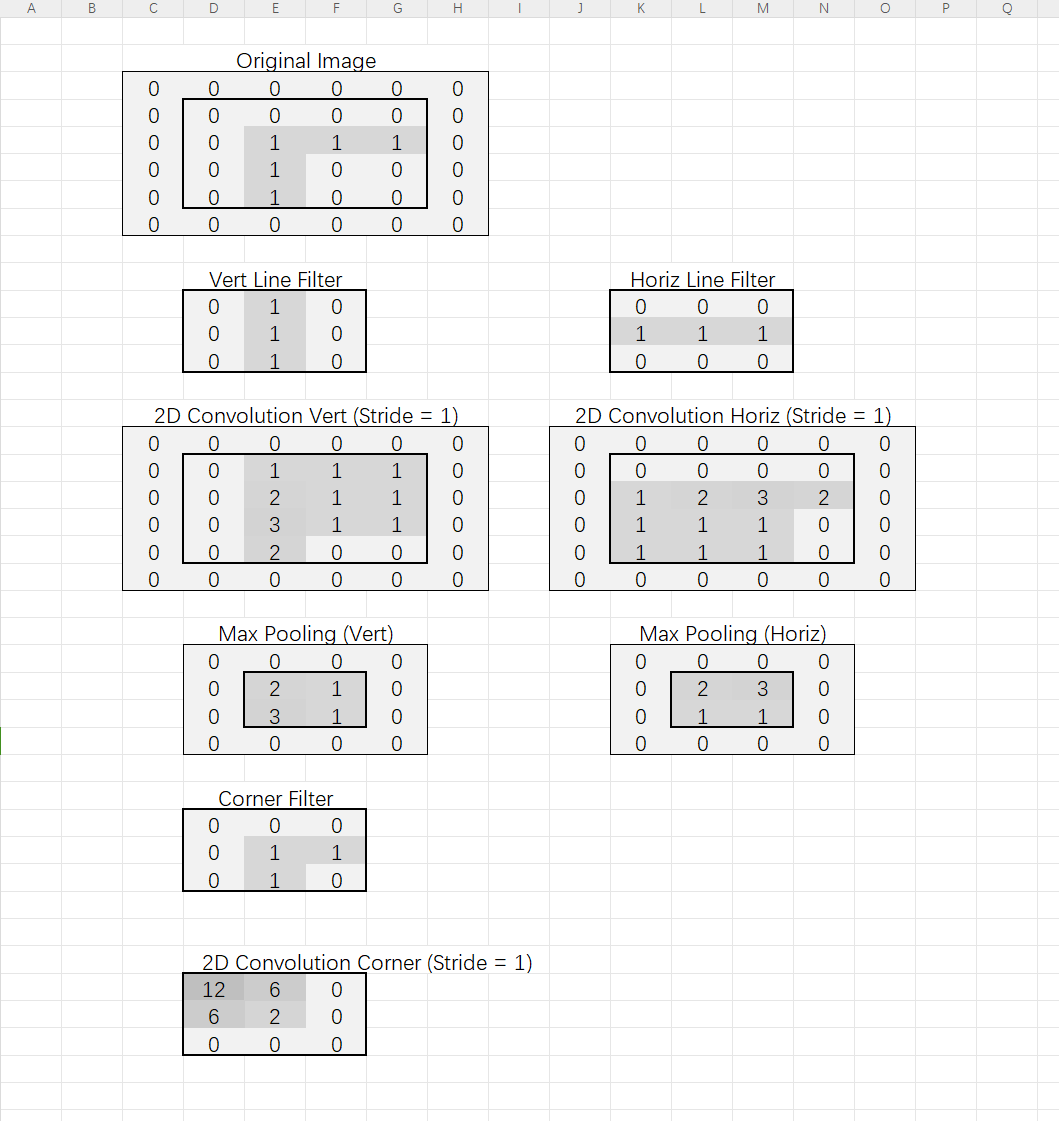 A B C D E F G H I J K L M N O P Q
Original Image
0 0 0 0 0 0
0 0 0 0 0 0
0 0 1 1 1 0
0 0 1 0 0 0
0 0 1 0 0 0
0 0 0 0 0 0
Vert Line Filter Horiz Line Filter
0 1 0 0 0 0
0 1 0 1 1 1
0 1 0 0 0 0
2D Convolution Vert (Stride = 1) 2D Convolution Horiz (Stride = 1)
0 0 0 0 0 0 0 0 0 0 0 0
0 0 1 1 1 0 0 0 0 0 0 0
0 0 2 1 1 0 0 1 2 3 2 0
0 0 3 1 1 0 0 1 1 1 0 0
0 0 2 0 0 0 0 1 1 1 0 0
0 0 0 0 0 0 0 0 0 0 0 0
Max Pooling (Vert) Max Pooling (Horiz)
0 0 0 0 0 0 0 0
0 2 1 0 0 2 3 0
0 3 1 0 0 1 1 0
0 0 0 0 0 0 0 0
Corner Filter
0 0 0
0 1 1
0 1 0
2D Convolution Corner (Stride = 1)
12 6 0
6 2 0
0 0 0